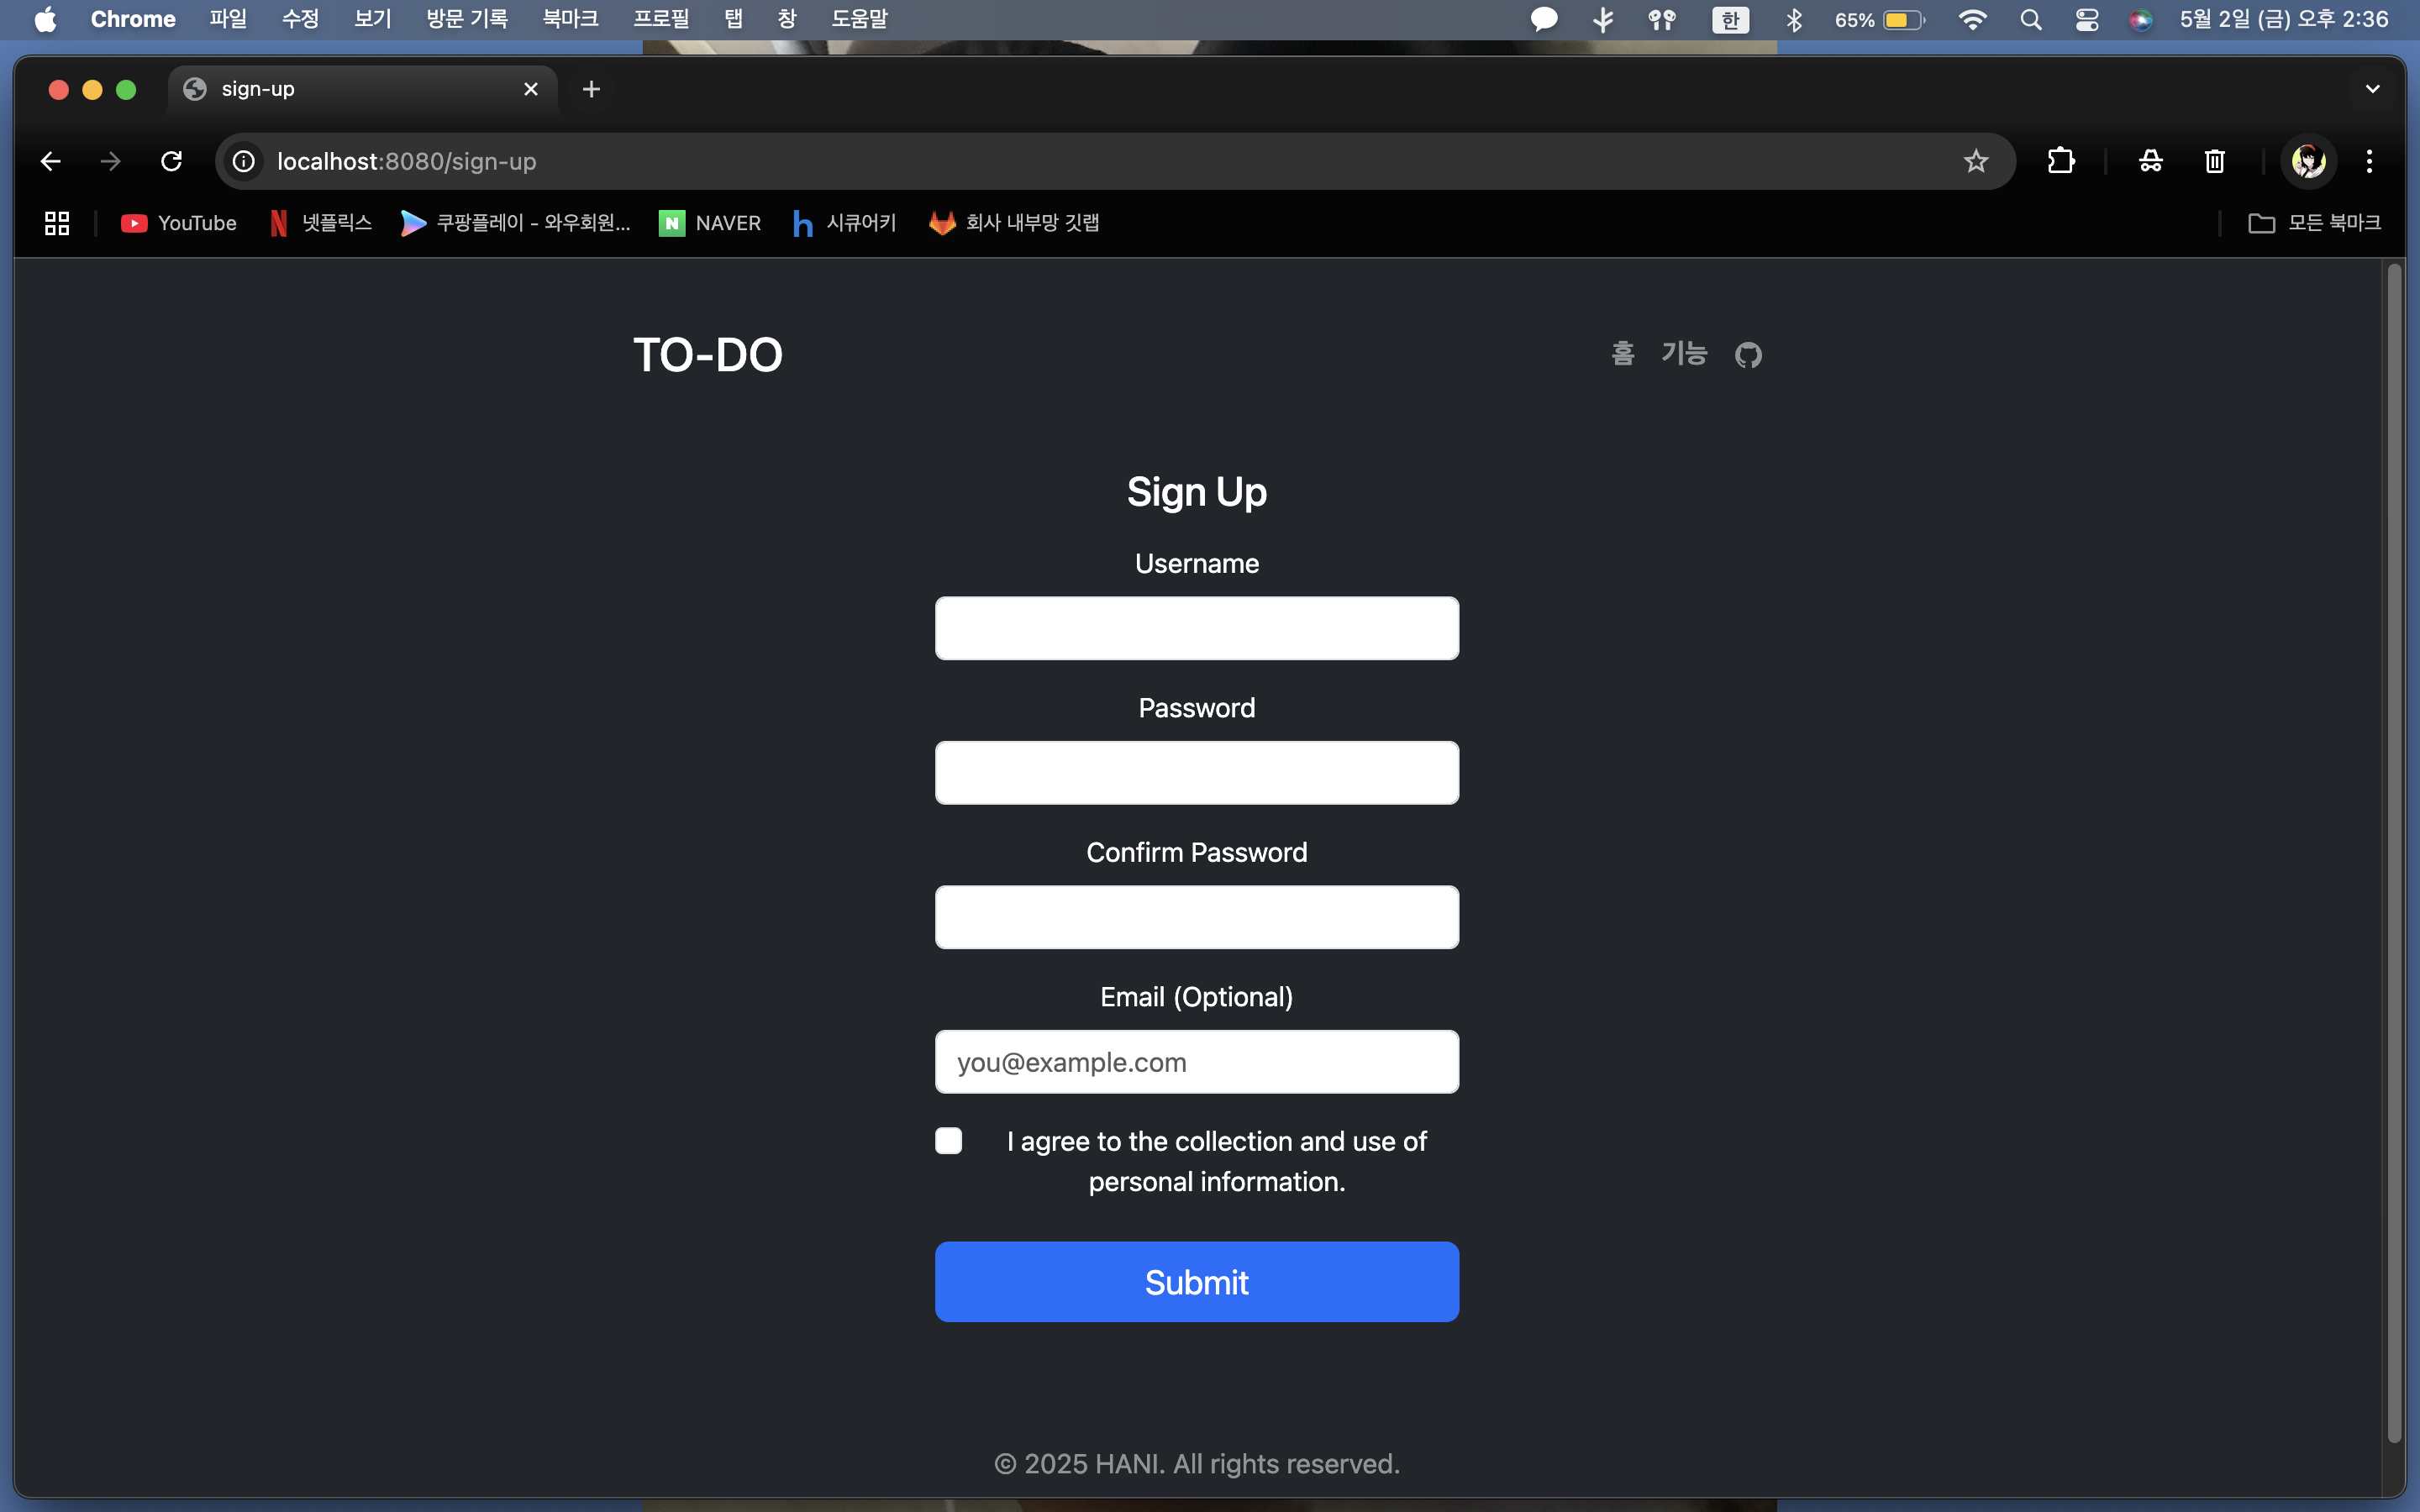 Chrome 파일 수정 보기 방문 기록 북마크 프로필 탭 창 도움말 한 65% 5월 2일 (금) 오후 2:36
sign-up
localhost:8080/sign-up
YouTube 넷플릭스 쿠팡플레이 - 와우회원... NAVER 시큐어키 회사 내부망 깃랩 모든 북마크
TO-DO 홈 기능
Sign Up
Username
Password
Confirm Password
Email (Optional)
you@example.com
I agree to the collection and use of
personal information.
Submit
© 2025 HANI. All rights reserved.